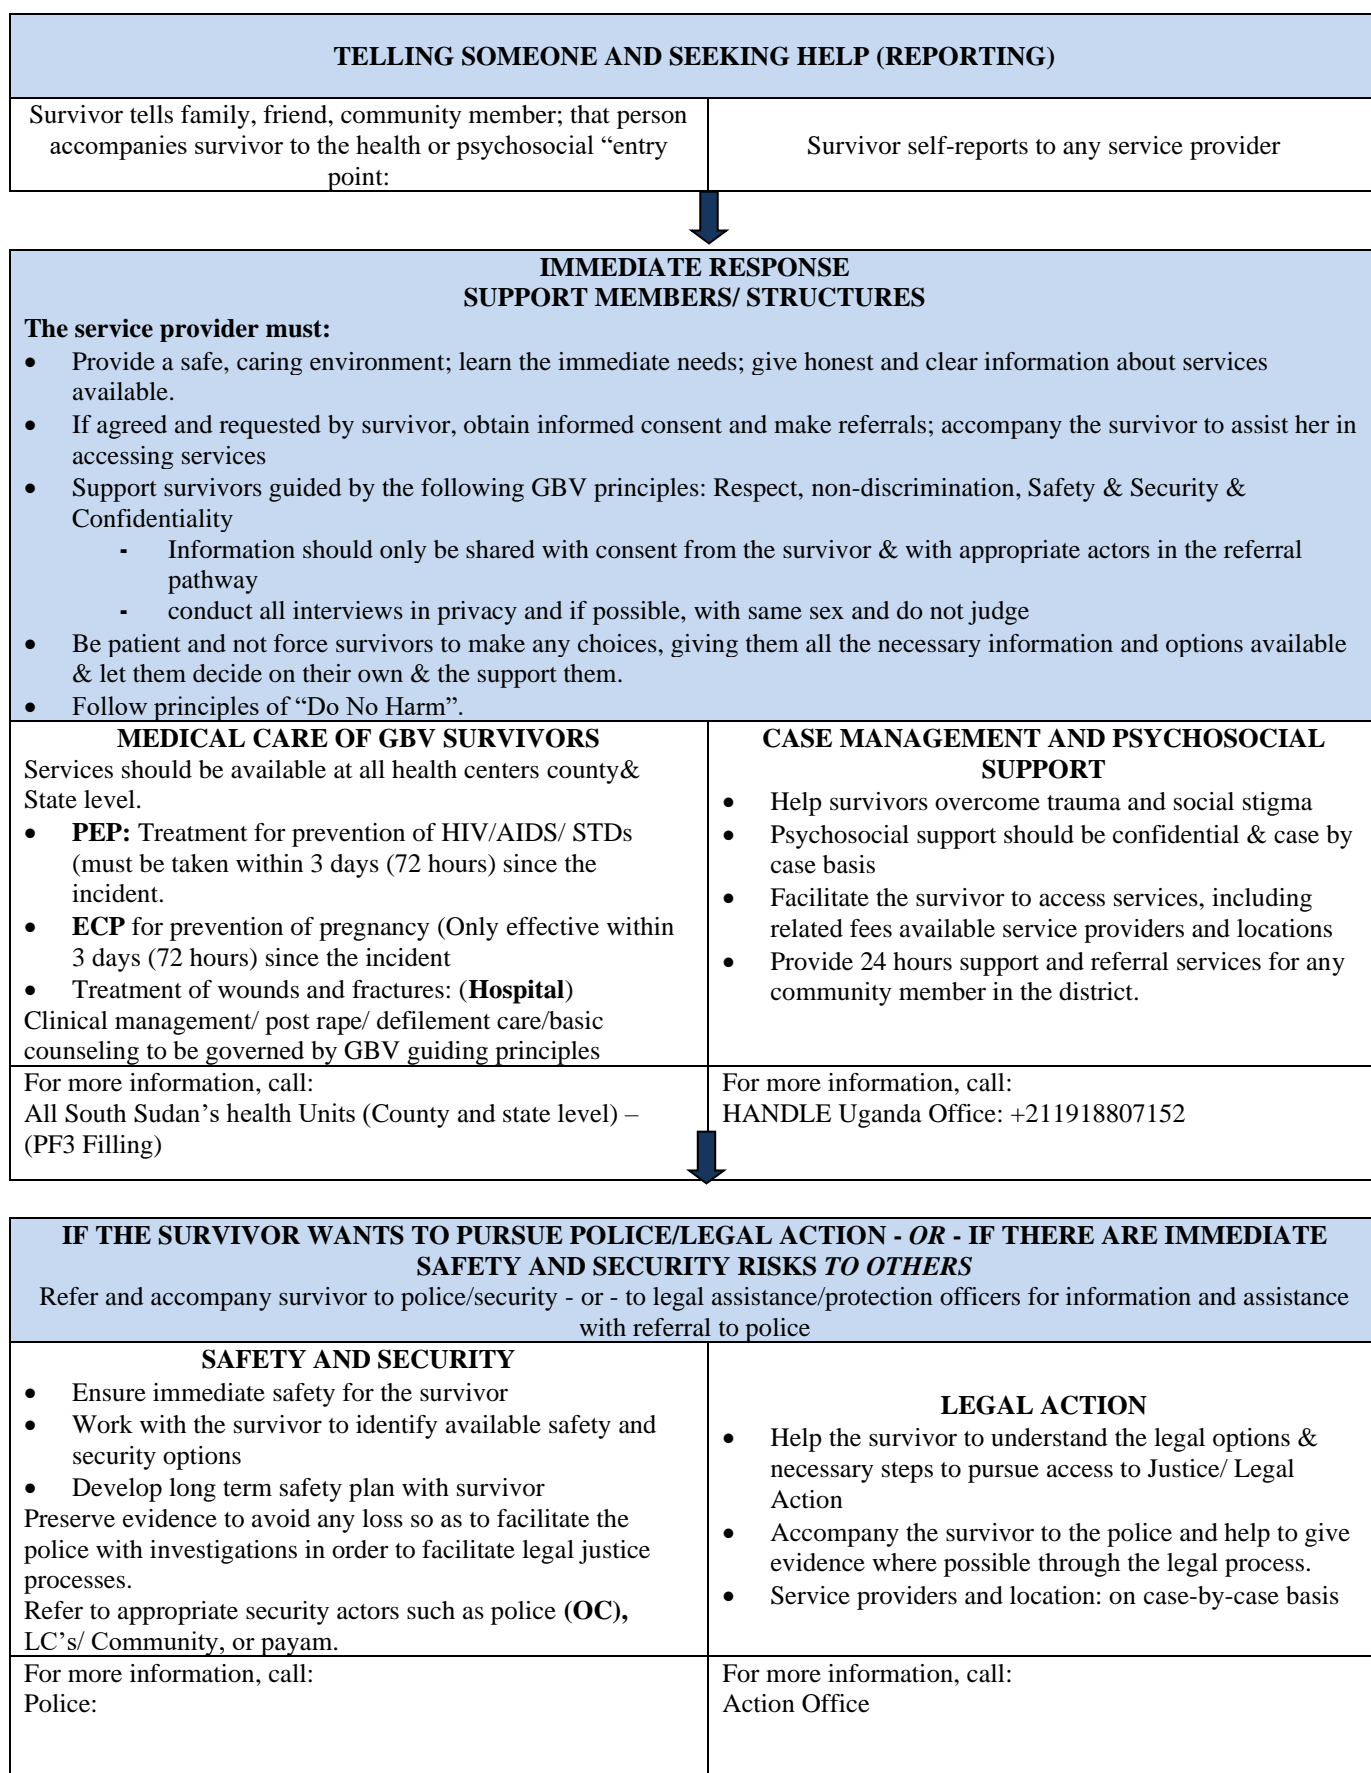 TELLING SOMEONE AND SEEKING HELP (REPORTING)
Survivor tells family, friend, community member; that person
accompanies survivor to the health or psychosocial “entry
point:
Survivor self-reports to any service provider
IMMEDIATE RESPONSE
SUPPORT MEMBERS/ STRUCTURES
The service provider must:
• Provide a safe, caring environment; learn the immediate needs; give honest and clear information about services
available.
• If agreed and requested by survivor, obtain informed consent and make referrals; accompany the survivor to assist her in
accessing services
• Support survivors guided by the following GBV principles: Respect, non-discrimination, Safety & Security &
Confidentiality
- Information should only be shared with consent from the survivor & with appropriate actors in the referral
pathway
- conduct all interviews in privacy and if possible, with same sex and do not judge
• Be patient and not force survivors to make any choices, giving them all the necessary information and options available
& let them decide on their own & the support them.
• Follow principles of “Do No Harm”.
MEDICAL CARE OF GBV SURVIVORS
Services should be available at all health centers county&
State level.
• PEP: Treatment for prevention of HIV/AIDS/ STDs
(must be taken within 3 days (72 hours) since the
incident.
• ECP for prevention of pregnancy (Only effective within
3 days (72 hours) since the incident
• Treatment of wounds and fractures: (Hospital)
Clinical management/ post rape/ defilement care/basic
counseling to be governed by GBV guiding principles
CASE MANAGEMENT AND PSYCHOSOCIAL
SUPPORT
• Help survivors overcome trauma and social stigma
• Psychosocial support should be confidential & case by
case basis
• Facilitate the survivor to access services, including
related fees available service providers and locations
• Provide 24 hours support and referral services for any
community member in the district.
For more information, call:
All South Sudan’s health Units (County and state level) –
(PF3 Filling)
For more information, call:
HANDLE Uganda Office: +211918807152
IF THE SURVIVOR WANTS TO PURSUE POLICE/LEGAL ACTION - OR - IF THERE ARE IMMEDIATE
SAFETY AND SECURITY RISKS TO OTHERS
Refer and accompany survivor to police/security - or - to legal assistance/protection officers for information and assistance
with referral to police
SAFETY AND SECURITY
• Ensure immediate safety for the survivor
• Work with the survivor to identify available safety and
security options
• Develop long term safety plan with survivor
Preserve evidence to avoid any loss so as to facilitate the
police with investigations in order to facilitate legal justice
processes.
Refer to appropriate security actors such as police (OC),
LC’s/ Community, or payam.
LEGAL ACTION
• Help the survivor to understand the legal options &
necessary steps to pursue access to Justice/ Legal
Action
• Accompany the survivor to the police and help to give
evidence where possible through the legal process.
• Service providers and location: on case-by-case basis
For more information, call:
Police:
For more information, call:
Action Office